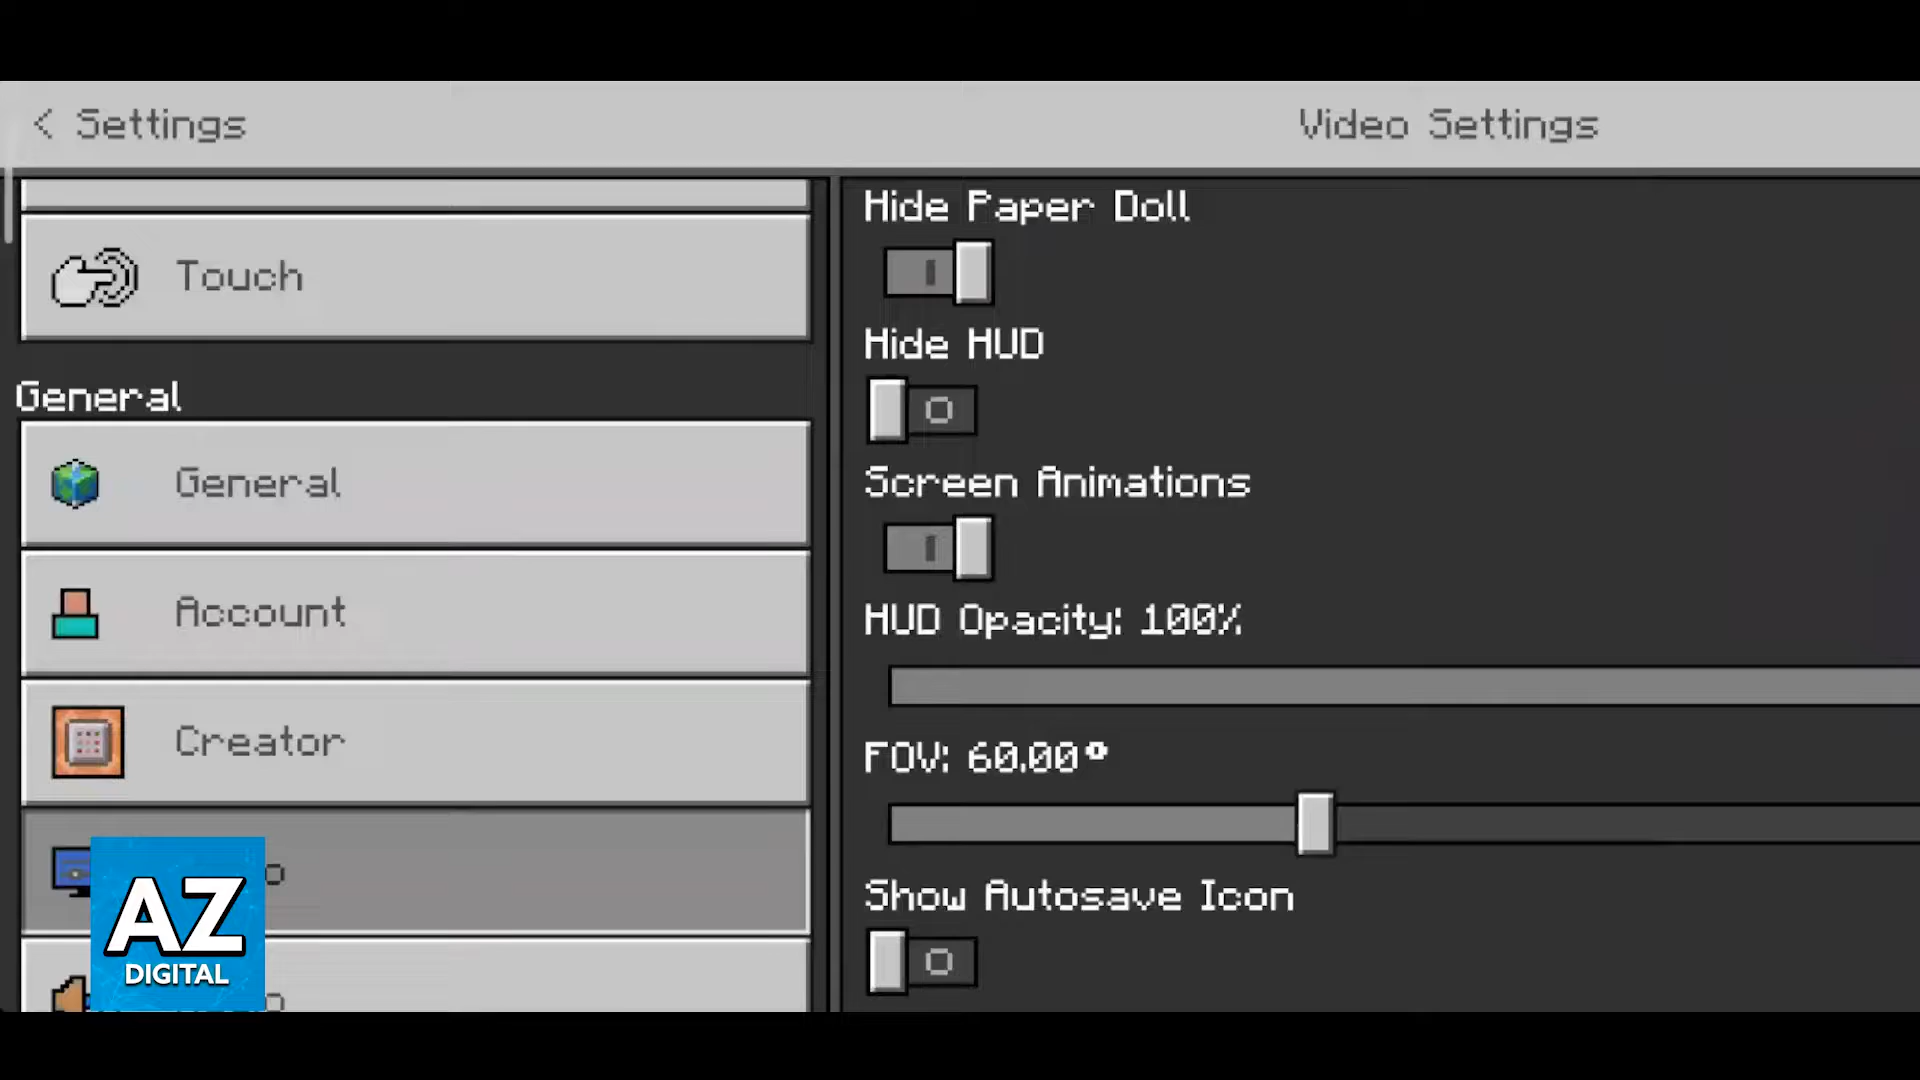 < Settings
Video Settings
Touch
General
General
Account
Creator
Hide Paper Doll
Hide HUD
Screen Animations
HUD Opacity: 100%
FOV: 60.00°
Show Autosave Icon
AZ
DIGITAL